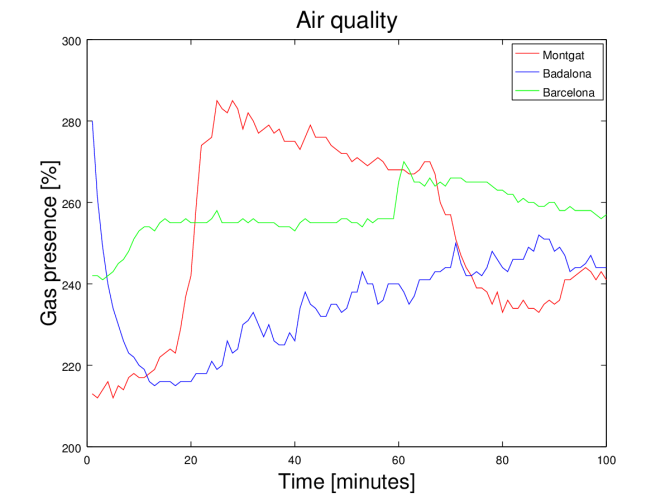 Air quality
300
280
260
240
220
200
Gas presence [%]
Montgat
Badalona
Barcelona
0 20 40 60 80 100
Time [minutes]